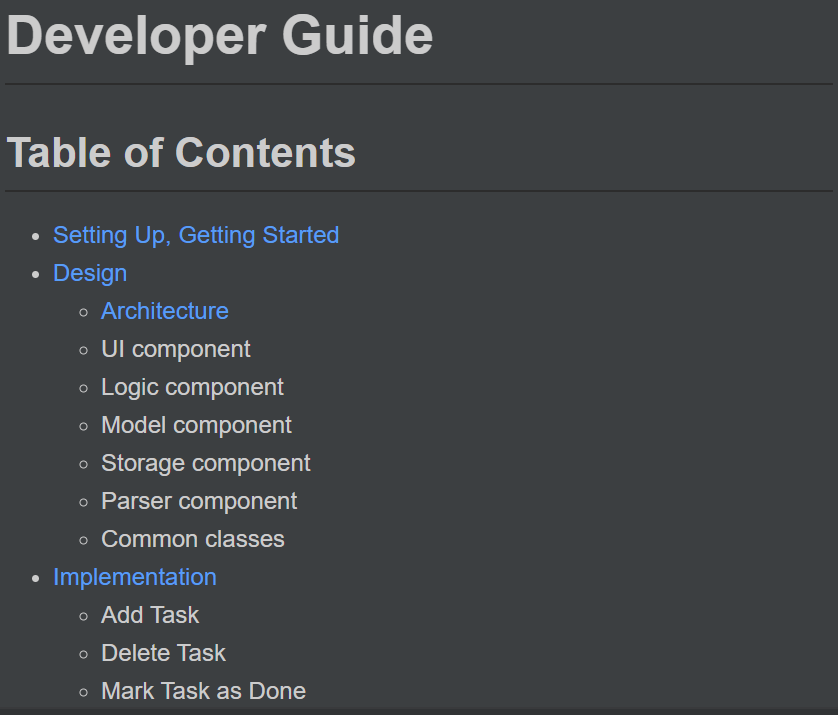 Developer Guide
Table of Contents
Setting Up, Getting Started
Design
Architecture
UI component
Logic component
Model component
Storage component
Parser component
Common classes
Implementation
Add Task
Delete Task
Mark Task as Done